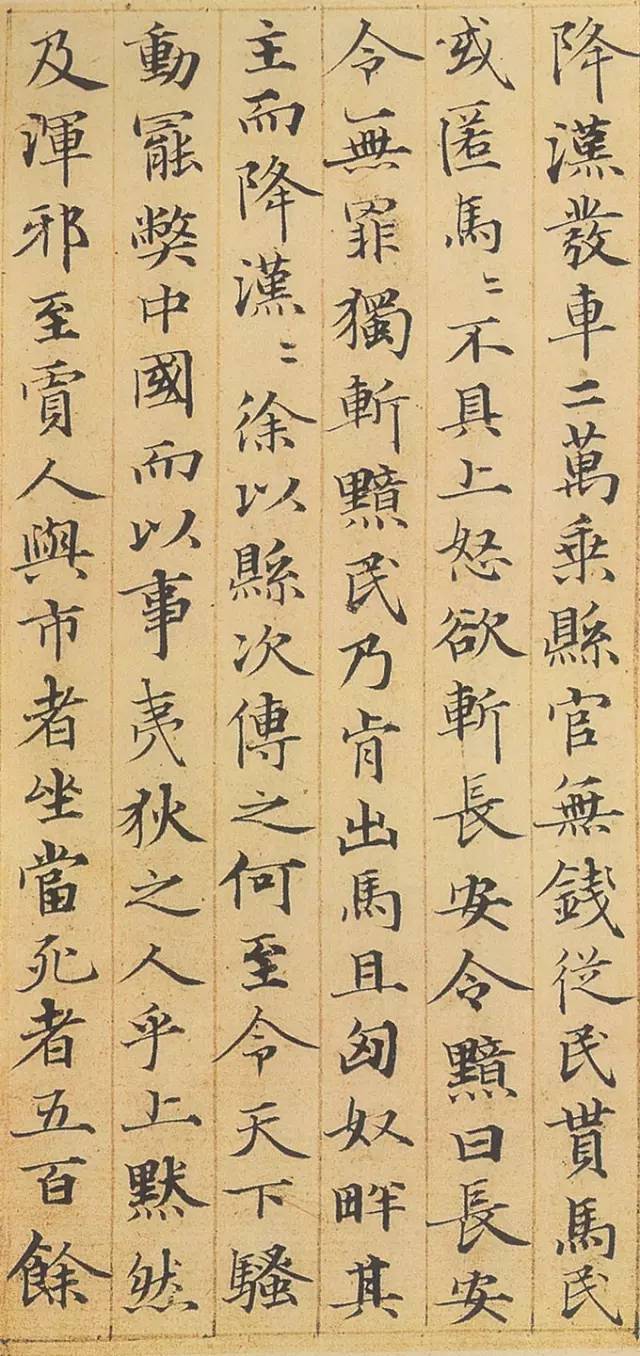 降漢發車二萬乘縣官無錢從民貰馬民
或匿馬〻不具上怒欲斬長安令黯曰長安
令無罪獨斬黯民乃肯出馬且匈奴畔其
主而降漢〻徐以縣次傳之何至令天下騷
動罷弊中國而以事夷狄之人乎上默然
及渾邪至賈人與市者坐當死者五百餘